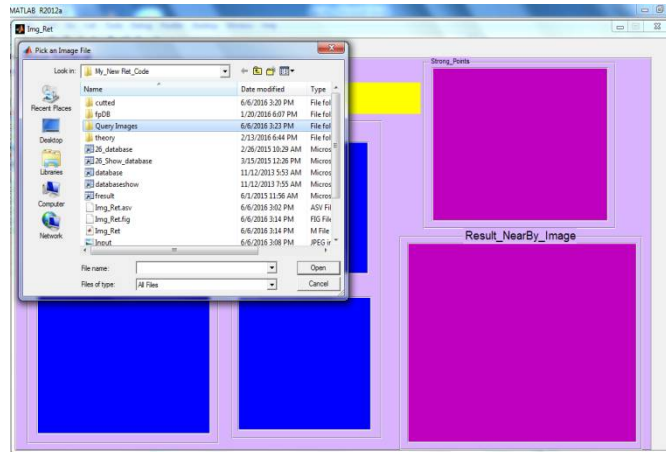 MATLAB R2012a
Img_Ret
Pick an Image File
Strong_Points
Look in: My_New Ret_Code
Name Date modified Type
cutted 6/6/2016 3:20 PM File fol
fpDB 1/20/2016 6:07 PM File fol
Query Images 6/6/2016 3:23 PM File fol
theory 2/13/2016 6:44 PM File fol
26_database 2/26/2015 10:29 AM Micros
26_Show_database 3/15/2015 12:26 PM Micros
database 11/12/2013 5:53 AM Micros
databaseshow 11/12/2013 7:55 AM Micros
fresult 6/1/2015 11:56 AM Micros
Img_Ret.asv 6/6/2016 3:02 PM ASV Fil
Img_Ret.fig 6/6/2016 3:14 PM FIG File
Img_Ret 6/6/2016 3:14 PM M File
Input 6/6/2016 3:08 PM JPEG ir
Recent Places
Desktop
Libraries
Computer
Network
File name: Open
Files of type: All Files Cancel
Result_NearBy_Image